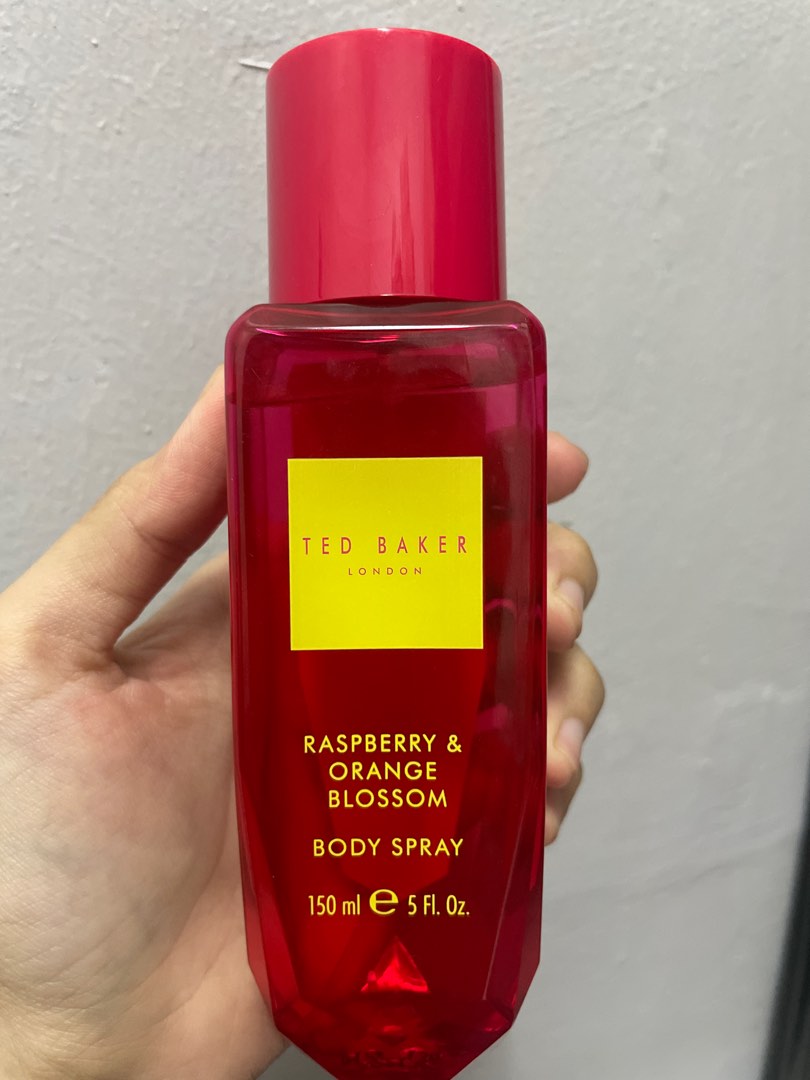 TED BAKER
LONDON
RASPBERRY &
ORANGE
BLOSSOM
BODY SPRAY
150 ml e 5 Fl. Oz.